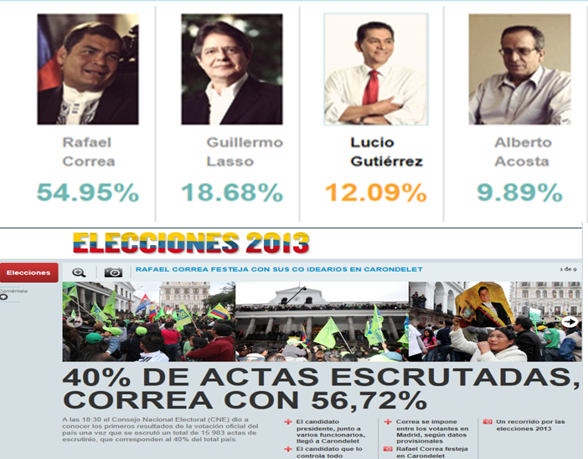 Rafael Correa
54.95%
Guillermo Lasso
18.68%
Lucio Gutiérrez
12.09%
Alberto Acosta
9.89%
ELECCIONES 2013
Elecciones
RAFAEL CORREA FESTEJA CON SUS CO IDEARIOS EN CARONDELET
1 de 9
40% DE ACTAS ESCRUTADAS,
CORREA CON 56,72%
A las 18:30 el Consejo Nacional Electoral (CNE) dio a
conocer los primeros resultados de la votación oficial del
país una vez que se escrutó un total de 15 983 actas de
escrutinio, que corresponden al 40% del total país.
El candidato
presidente, junto a
varios funcionarios,
llegó a Carondelet
El candidato que lo
controla todo
Correa se impone
entre los votantes en
Madrid, según datos
provisionales
Rafael Correa festeja
en Carondelet
Un recorrido por las
elecciones 2013